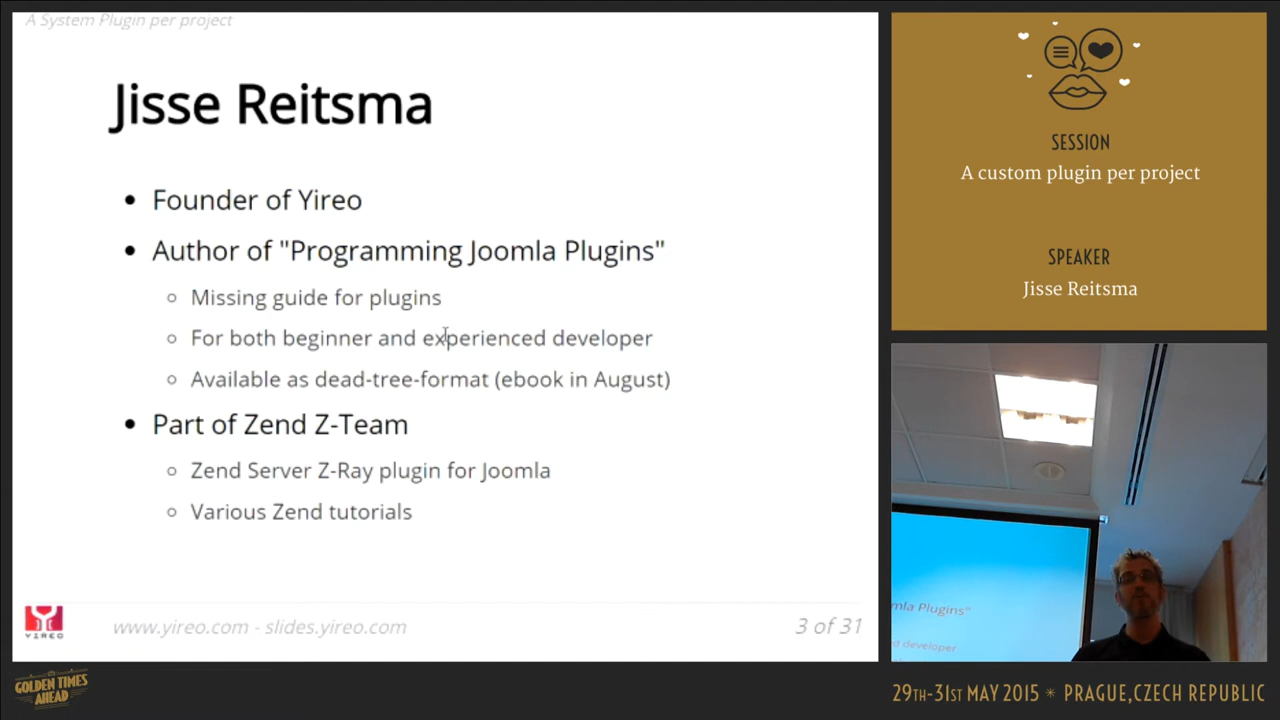 A System Plugin per project
Jisse Reitsma
Founder of Yireo
Author of "Programming Joomla Plugins"
Missing guide for plugins
For both beginner and experienced developer
Available as dead-tree-format (ebook in August)
Part of Zend Z-Team
Zend Server Z-Ray plugin for Joomla
Various Zend tutorials
YIREO
www.yireo.com - slides.yireo.com
3 of 31
SESSION
A custom plugin per project
SPEAKER
Jisse Reitsma
mla Plugins"
developer
GOLDEN TIMES
AHEAD
29TH-31ST MAY 2015 * PRAGUE,CZECH REPUBLIC